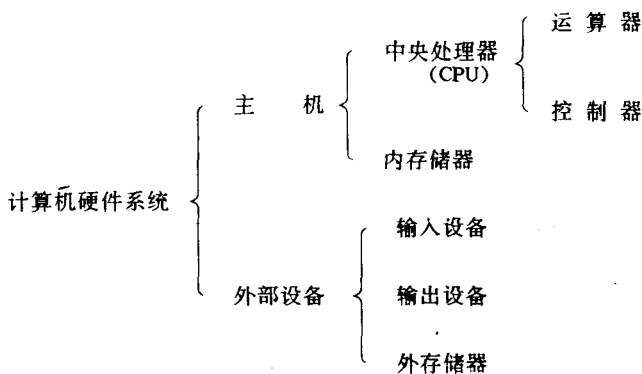 运算器
中央处理器
(CPU)
主机
控制器
内存储器
计算机硬件系统
输入设备
外部设备
输出设备
外存储器